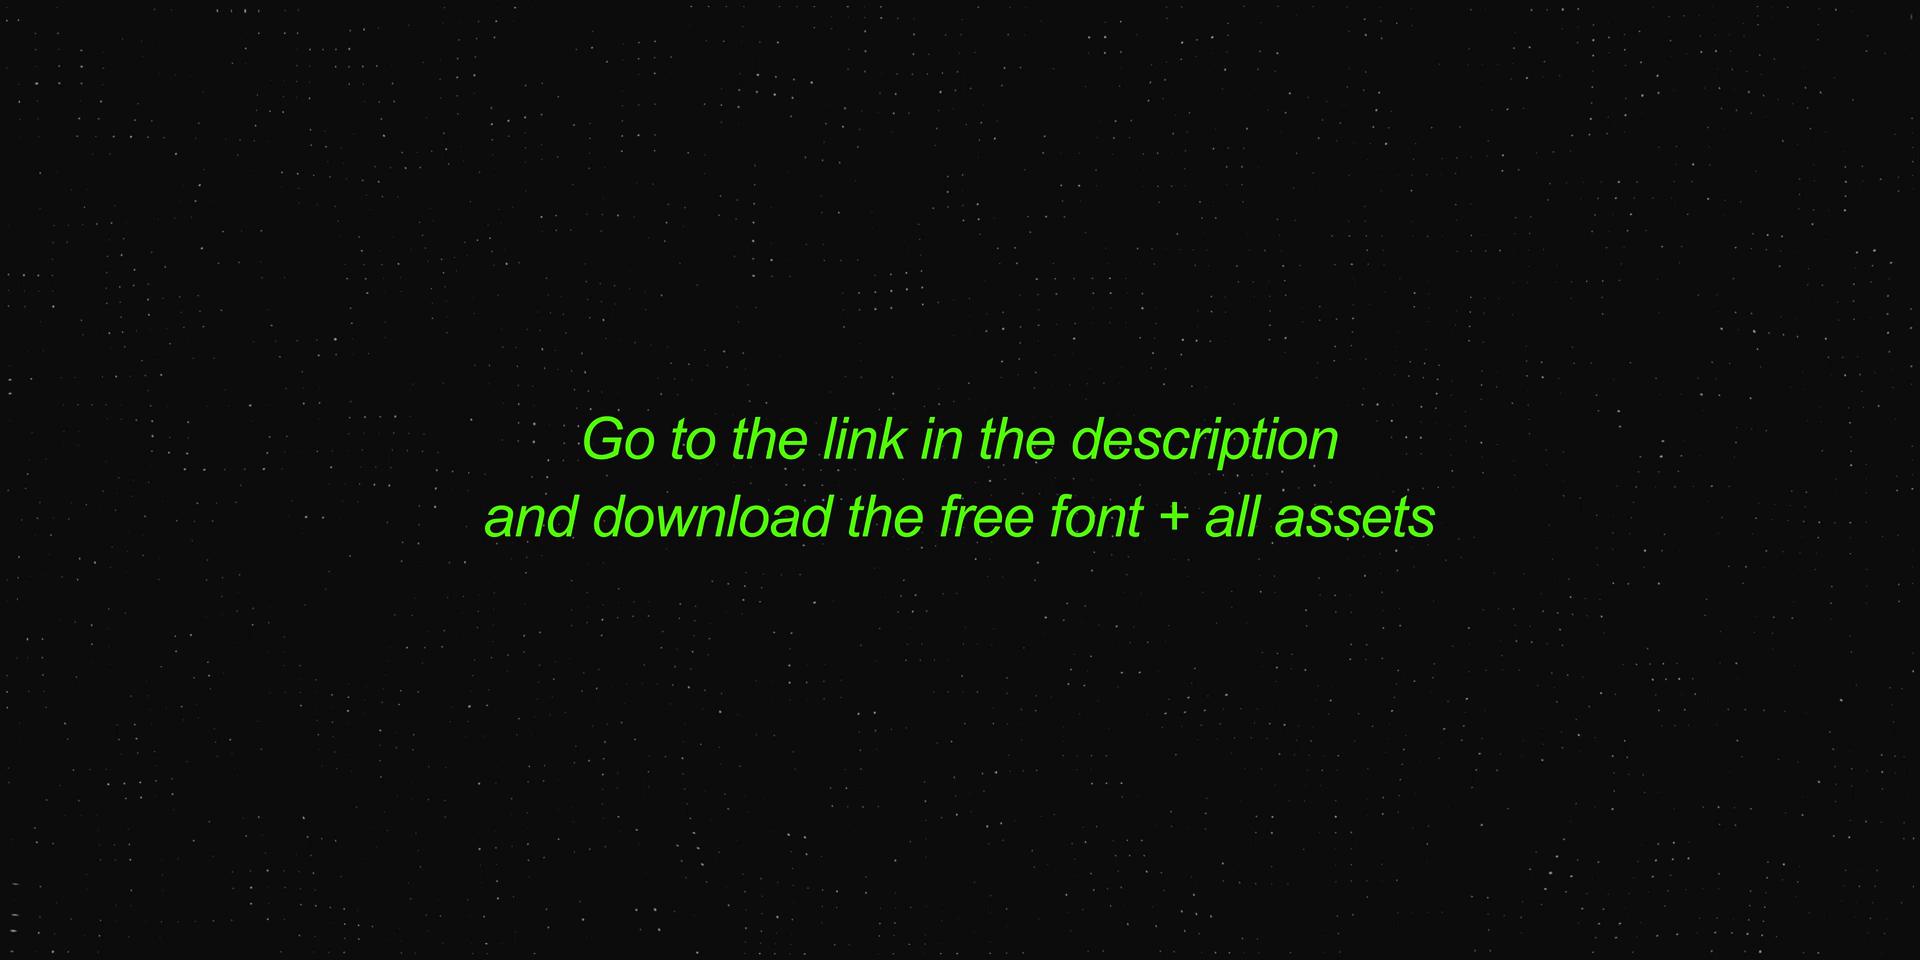 Go to the link in the description
and download the free font + all assets